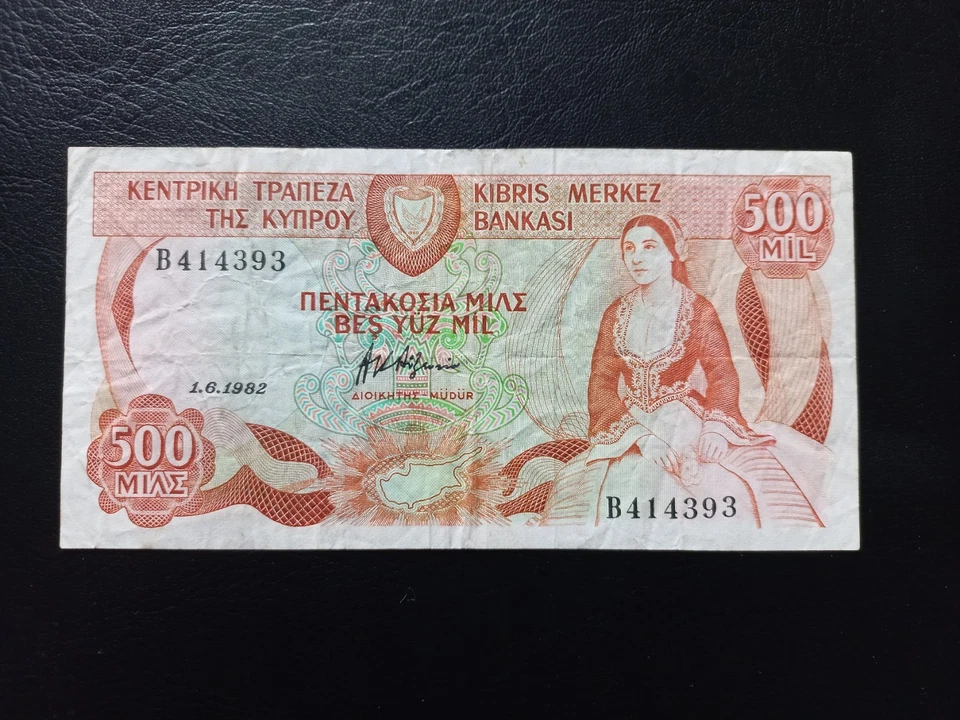 ΚΕΝΤΡΙΚΗ ΤΡΑΠΕΖΑ
ΤΗΣ ΚΥΠΡΟΥ
KIBRIS MERKEZ
BANKASI
500
MİL
B414393
ΠΕΝΤΑΚΟΣΙΑ ΜΙΛΣ
BEŞ YÜZ MİL
1.6.1982
ΔΙΟΙΚΗΤΗΣ - MÜDÜR
500
ΜΙΛΣ
B414393